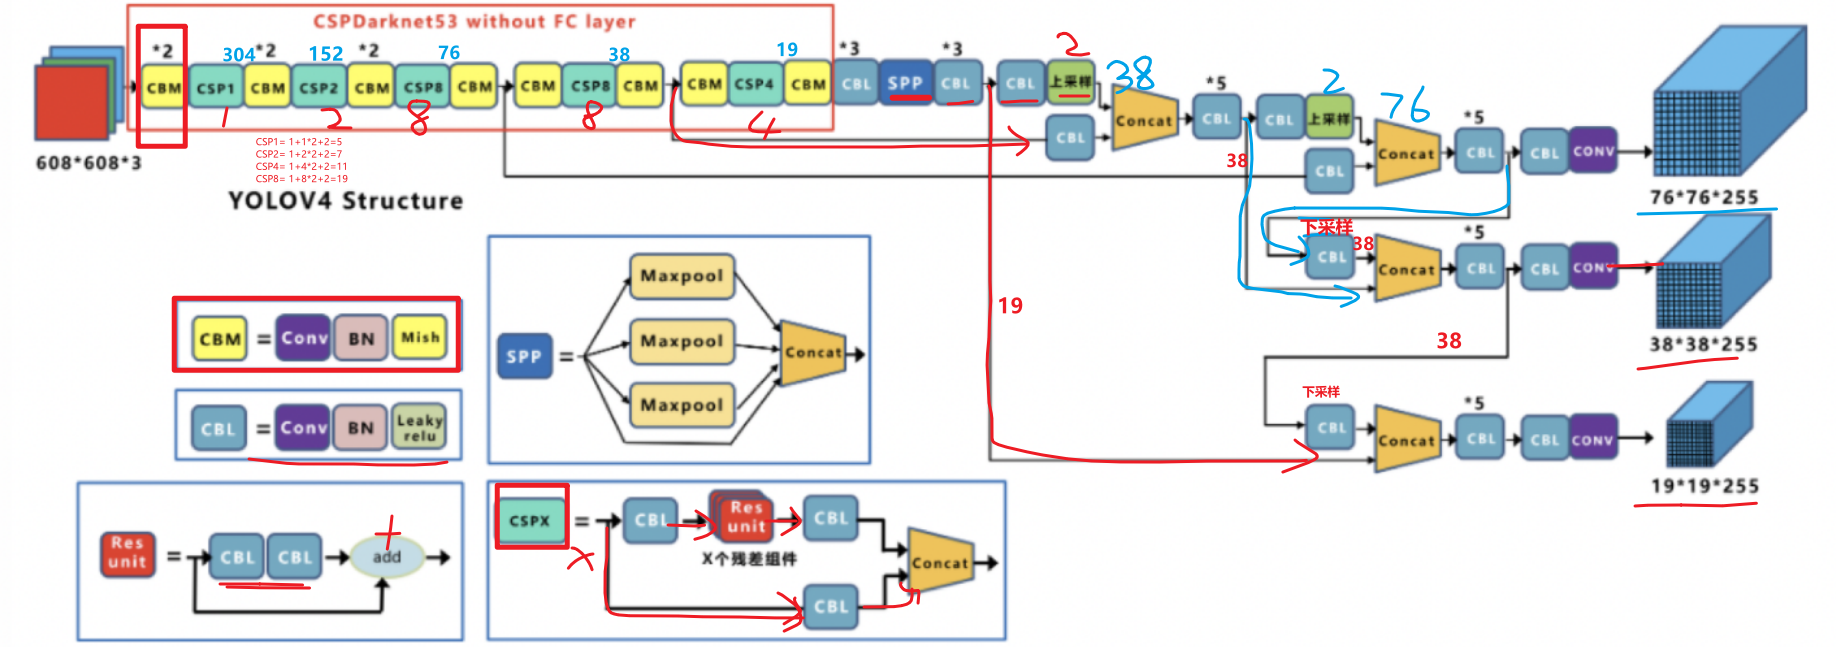 CSPDarknet53 without FC layer
*2 304 *2 152 *2 76 38 19 *3 *3 2
CBM CSP1 CBM CSP2 CBM CSP8 CBM CBM CSP8 CBM CBM CSP4 CBM CBL SPP CBL CBL 上采样
38 *5 2 76 *5
CBL Concat CBL CBL 上采样
CBL Concat CBL CBL CONV
1 2 8 8 4
608*608*3
CSP1= 1+1*2+2=5
CSP2= 1+2*2+2=7
CSP4= 1+4*2+2=11
CSP8= 1+8*2+2=19
YOLOV4 Structure
38
76*76*255
下采样 38 *5
CBL Concat CBL CBL CONV
38*38*255
19
38
下采样 *5
CBL Concat CBL CBL CONV
19*19*255
CBM = Conv BN Mish
CBL = Conv BN Leaky relu
SPP = Maxpool
Maxpool Concat
Maxpool
Res unit = CBL CBL add
+
CSPX = CBL Res unit CBL
x X个残差组件
Concat
CBL